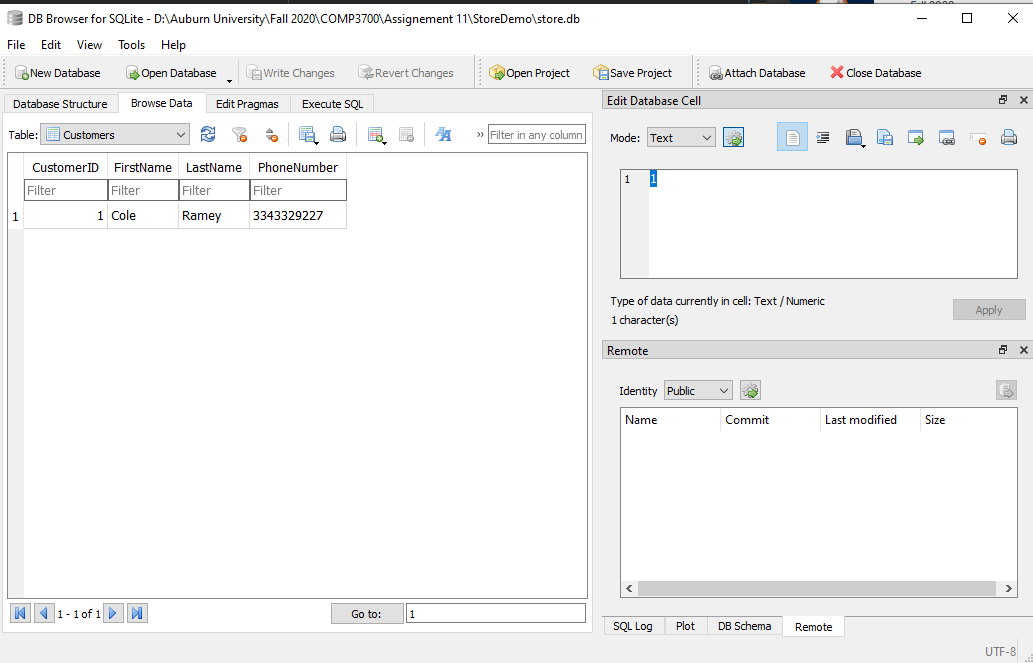 DB Browser for SQLite - D:\Auburn University\Fall 2020\COMP3700\Assignement 11\StoreDemo\store.db
File Edit View Tools Help
New Database Open Database Write Changes Revert Changes Open Project Save Project Attach Database Close Database
Database Structure Browse Data Edit Pragmas Execute SQL
Table: Customers » Filter in any column
CustomerID FirstName LastName PhoneNumber
Filter Filter Filter Filter
1 1 Cole Ramey 3343329227
1 - 1 of 1 Go to: 1
Edit Database Cell
Mode: Text
1 1
Type of data currently in cell: Text / Numeric
1 character(s)
Apply
Remote
Identity Public
Name Commit Last modified Size
SQL Log Plot DB Schema Remote
UTF-8